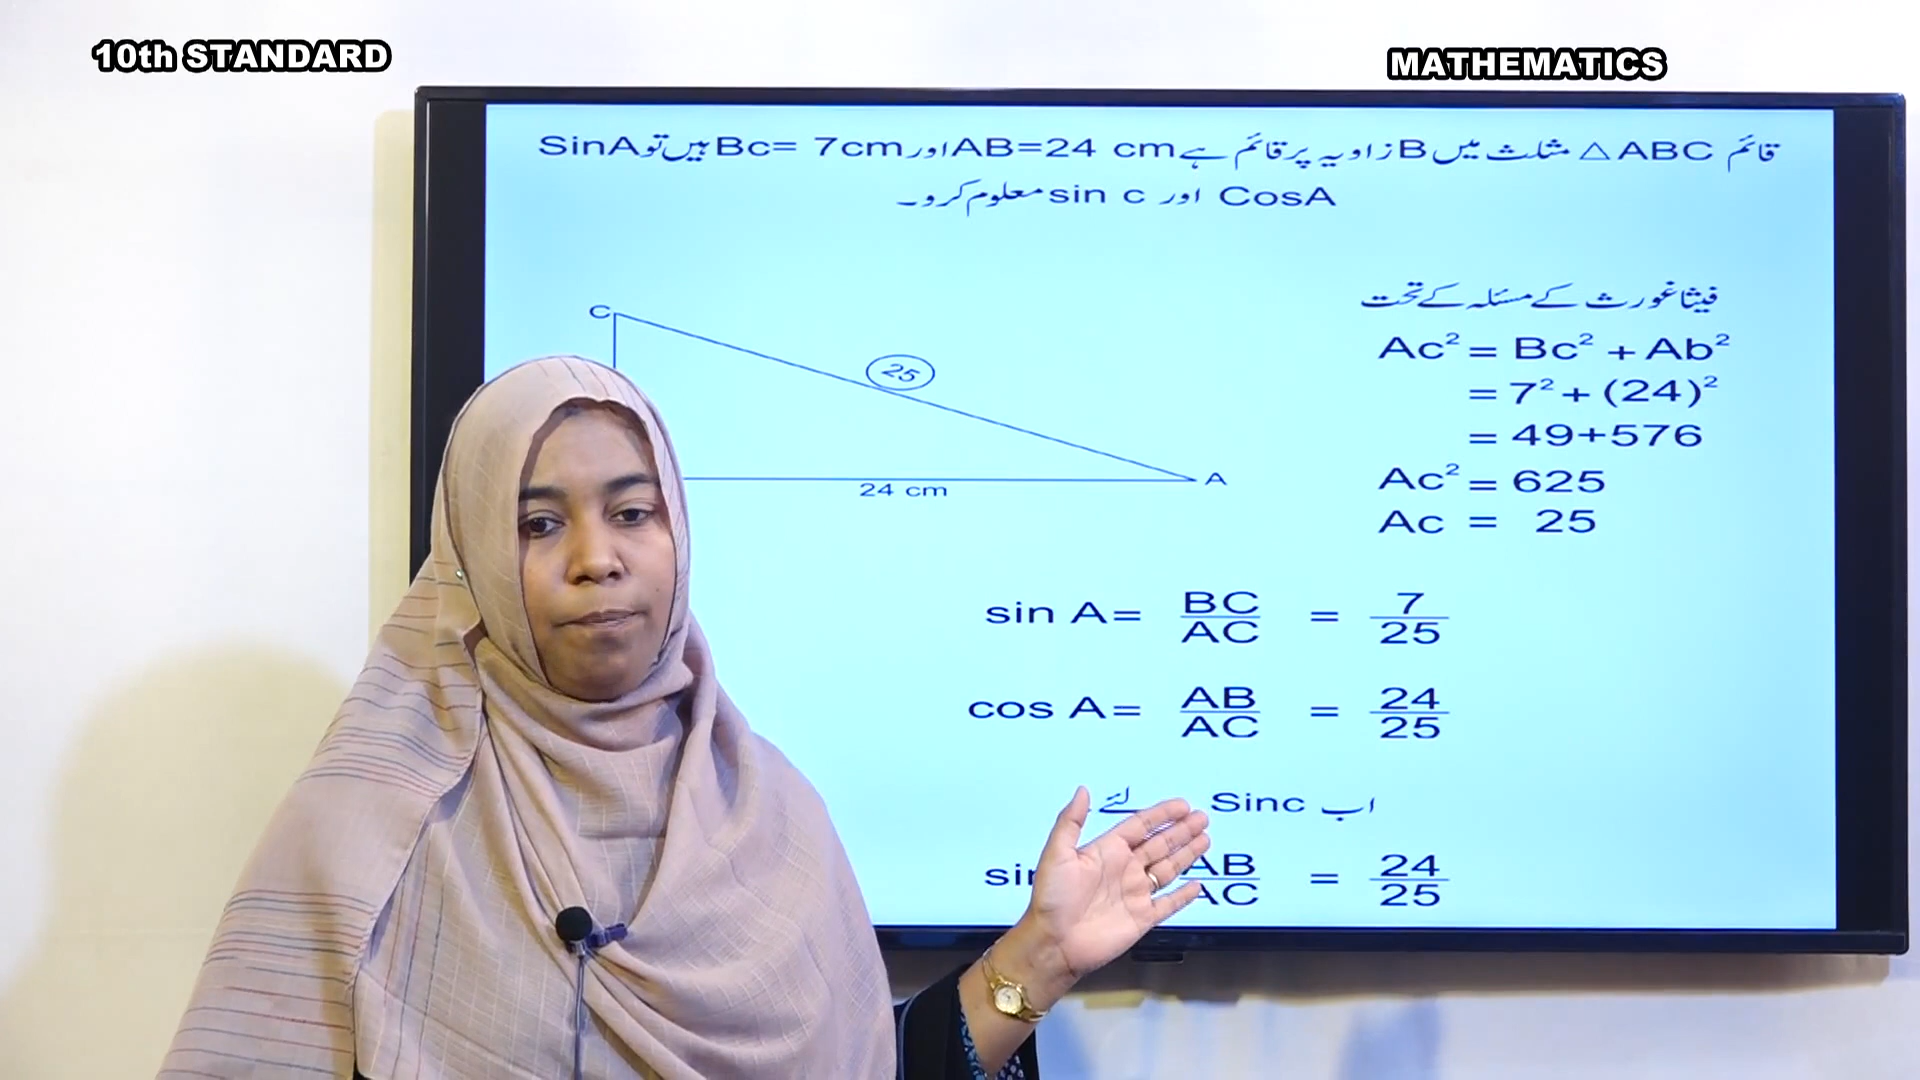 10th STANDARD
MATHEMATICS
قائم △ ABC مثلث میں B زاویہ پر قائم ہے AB=24 cm اور Bc= 7cm ہیں تو SinA
CosA اور sin c معلوم کرو۔
C
25
24 cm
A
فیثاغورث کے مسئلہ کے تحت
Ac² = Bc² + Ab²
= 7² + (24)²
= 49+576
Ac² = 625
Ac = 25
sin A = BC/AC = 7/25
cos A = AB/AC = 24/25
اب Sinc لئے
AB/AC = 24/25